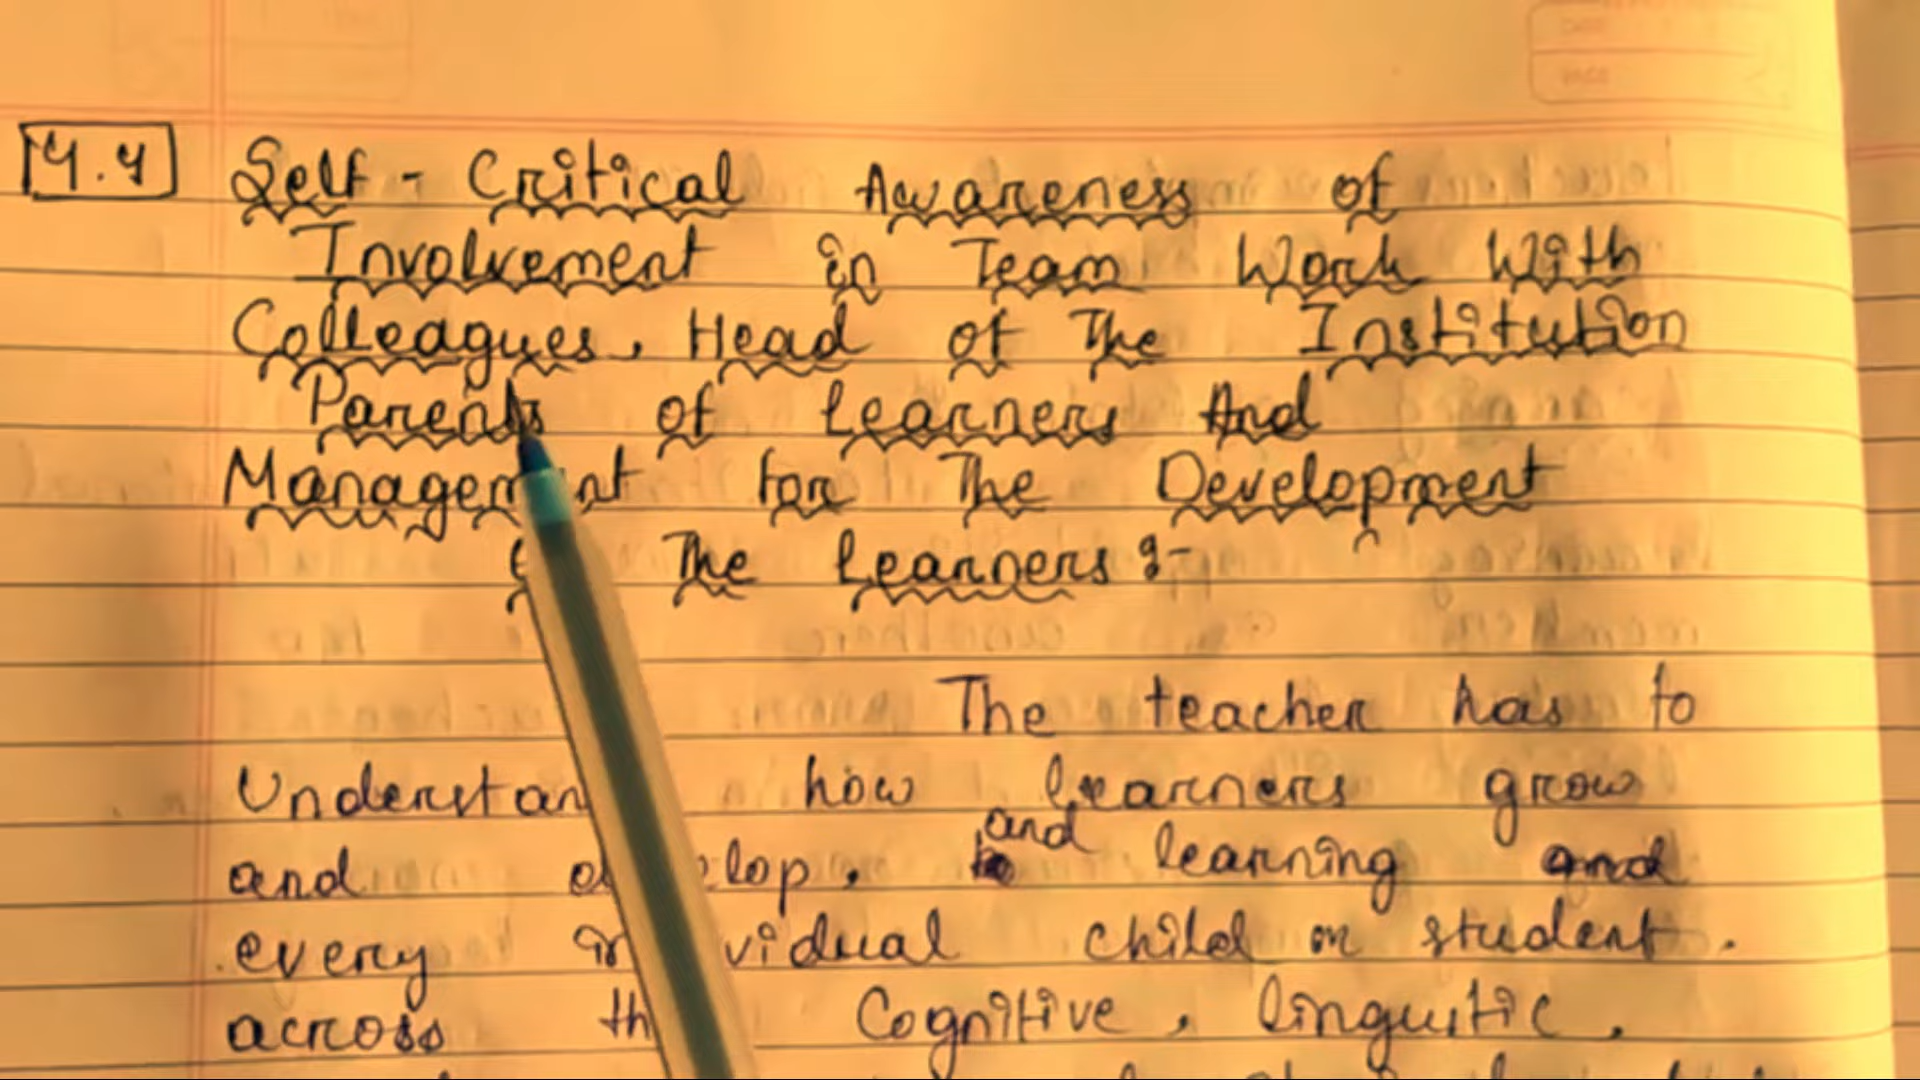 4.4 Self - Critical Awareness of
Involvement in Team Work With
Colleagues, Head of The Institution
Parents of Learners And
Management for The Development
The Learners :-
The teacher has to
Understan how learners grow
and lop, and learning and
every vidual child or student.
across th Cognitive, linguitic,